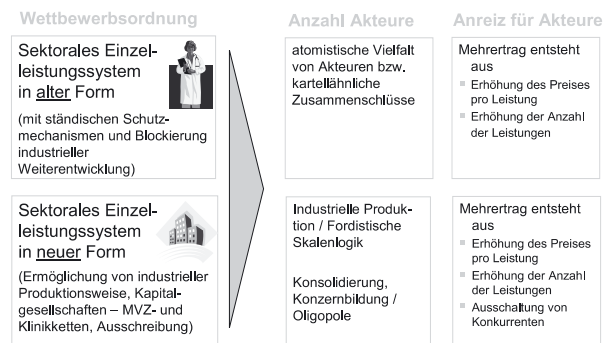 Wettbewerbsordnung
Anzahl Akteure
Anreiz für Akteure
Sektorales Einzel-
leistungssystem
in alter Form
(mit ständischen Schutz-
mechanismen und Blockierung
industrieller
Weiterentwicklung)
atomistische Vielfalt
von Akteuren bzw.
kartellähnliche
Zusammenschlüsse
Mehrertrag entsteht
aus
Erhöhung des Preises
pro Leistung
Erhöhung der Anzahl
der Leistungen
Sektorales Einzel-
leistungssystem
in neuer Form
(Ermöglichung von industrieller
Produktionsweise, Kapital-
gesellschaften – MVZ- und
Klinikketten, Ausschreibung)
Industrielle Produk-
tion / Fordistische
Skalenlogik
Konsolidierung,
Konzernbildung /
Oligopole
Mehrertrag entsteht
aus
Erhöhung des Preises
pro Leistung
Erhöhung der Anzahl
der Leistungen
Ausschaltung von
Konkurrenten